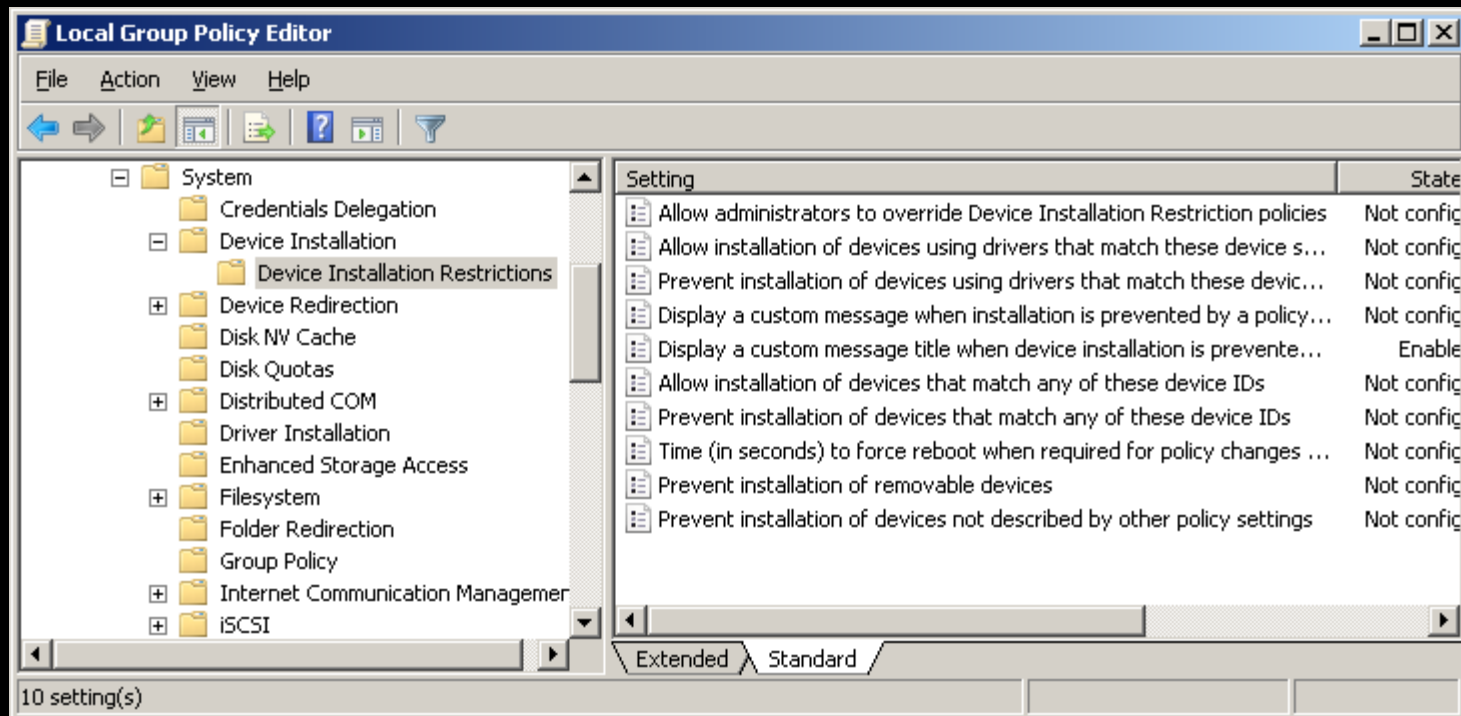 Local Group Policy Editor
File Action View Help
System
Credentials Delegation
Device Installation
Device Installation Restrictions
Device Redirection
Disk NV Cache
Disk Quotas
Distributed COM
Driver Installation
Enhanced Storage Access
Filesystem
Folder Redirection
Group Policy
Internet Communication Managemer
iSCSI
Setting State
Allow administrators to override Device Installation Restriction policies Not config
Allow installation of devices using drivers that match these device s... Not config
Prevent installation of devices using drivers that match these devic... Not config
Display a custom message when installation is prevented by a policy... Not config
Display a custom message title when device installation is prevente... Enable
Allow installation of devices that match any of these device IDs Not config
Prevent installation of devices that match any of these device IDs Not config
Time (in seconds) to force reboot when required for policy changes ... Not config
Prevent installation of removable devices Not config
Prevent installation of devices not described by other policy settings Not config
Extended Standard
10 setting(s)